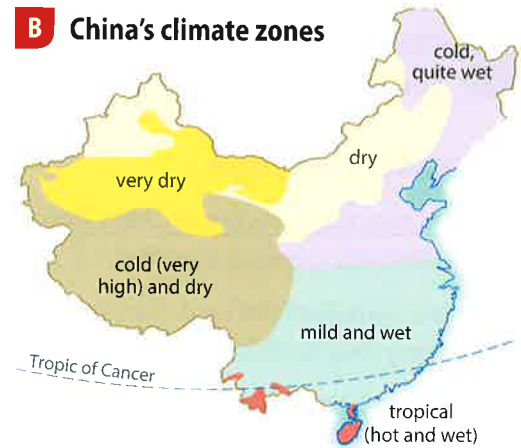 B China's climate zones
cold,
quite wet
dry
very dry
cold (very
high) and dry
mild and wet
Tropic of Cancer
tropical
(hot and wet)